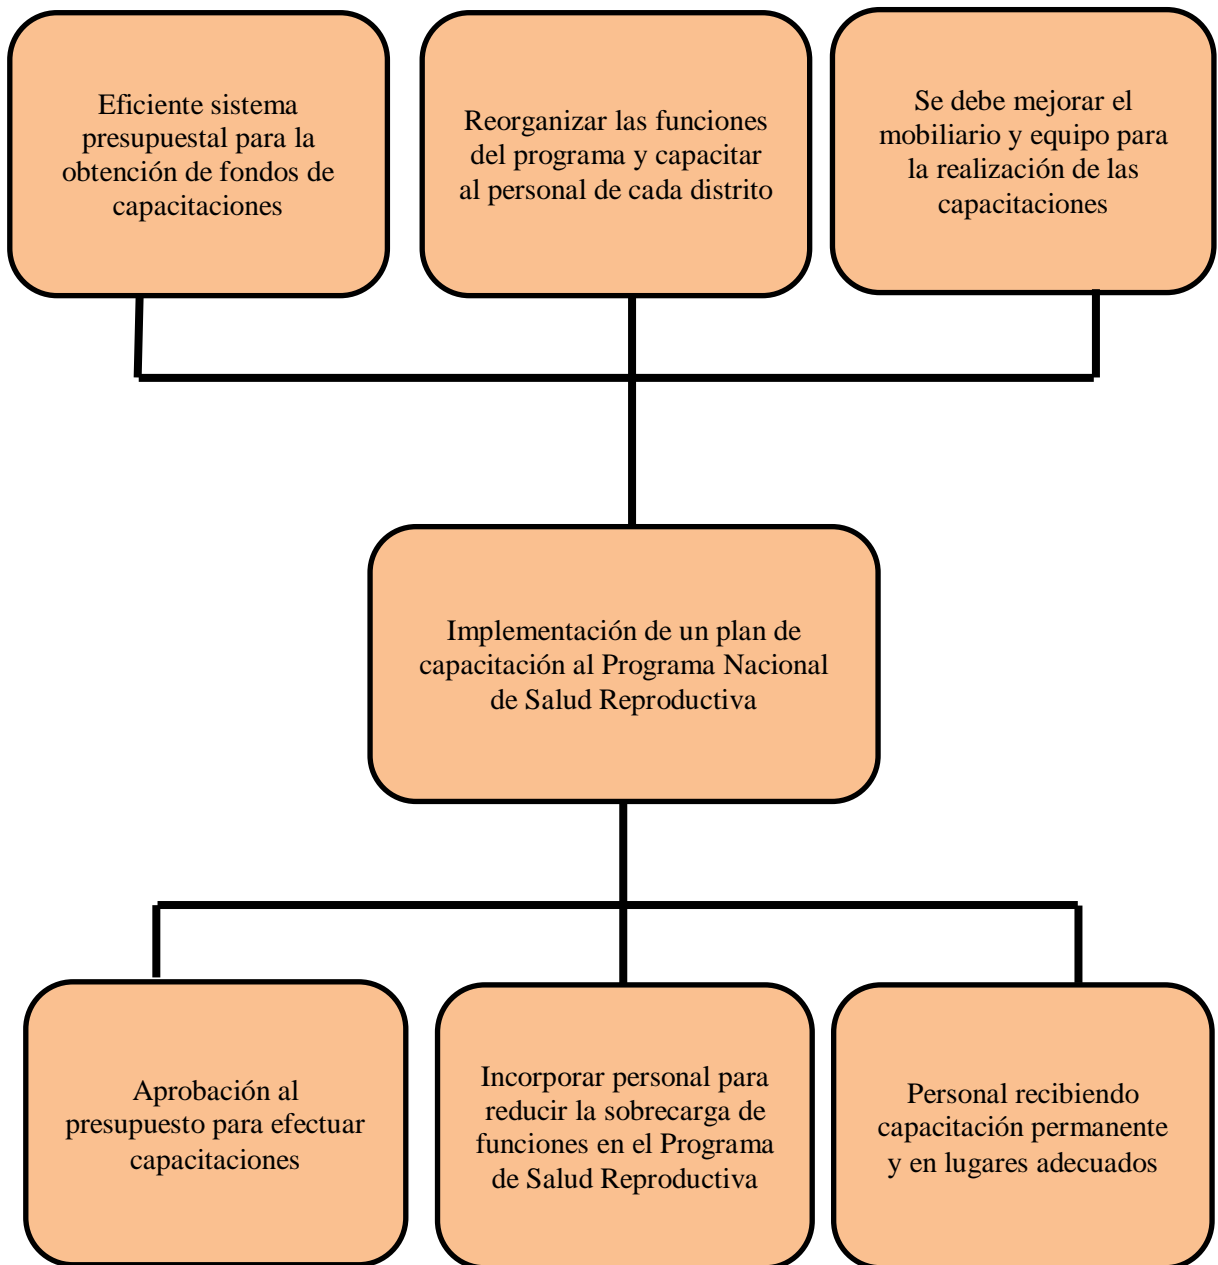 Eficiente sistema
presupuestal para la
obtención de fondos de
capacitaciones
Reorganizar las funciones
del programa y capacitar
al personal de cada distrito
Se debe mejorar el
mobiliario y equipo para
la realización de las
capacitaciones
Implementación de un plan de
capacitación al Programa Nacional
de Salud Reproductiva
Aprobación al
presupuesto para efectuar
capacitaciones
Incorporar personal para
reducir la sobrecarga de
funciones en el Programa
de Salud Reproductiva
Personal recibiendo
capacitación permanente
y en lugares adecuados